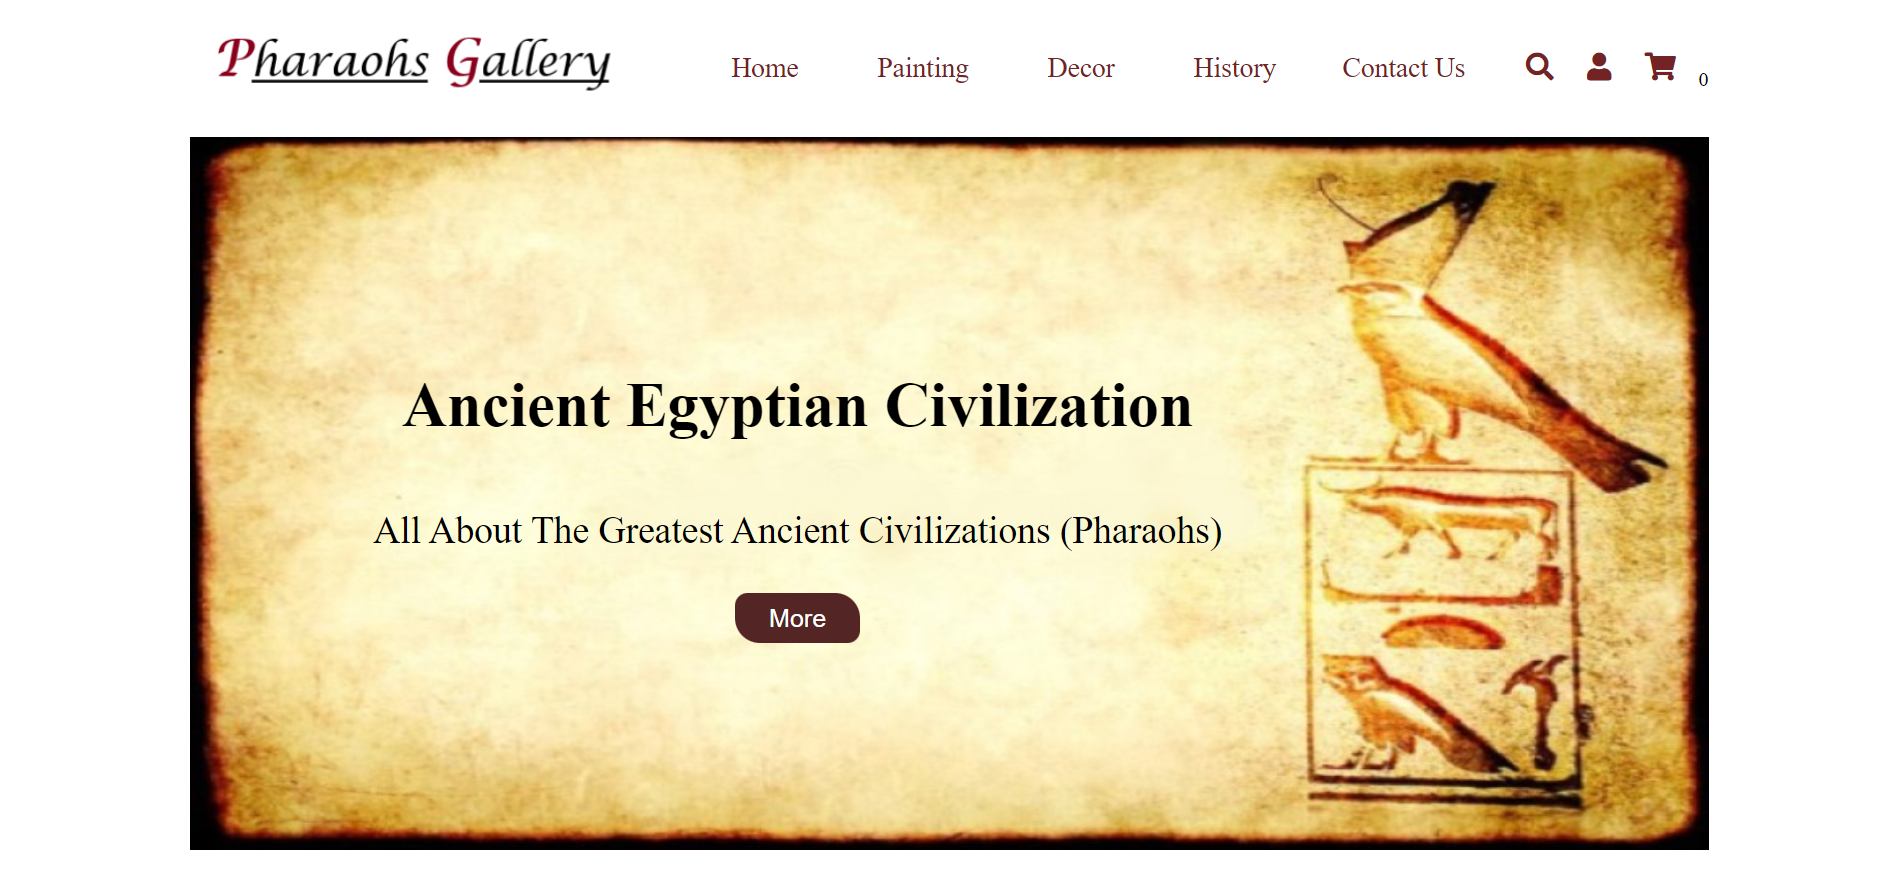 Pharaohs Gallery
Home Painting Decor History Contact Us 0
Ancient Egyptian Civilization
All About The Greatest Ancient Civilizations (Pharaohs)
More